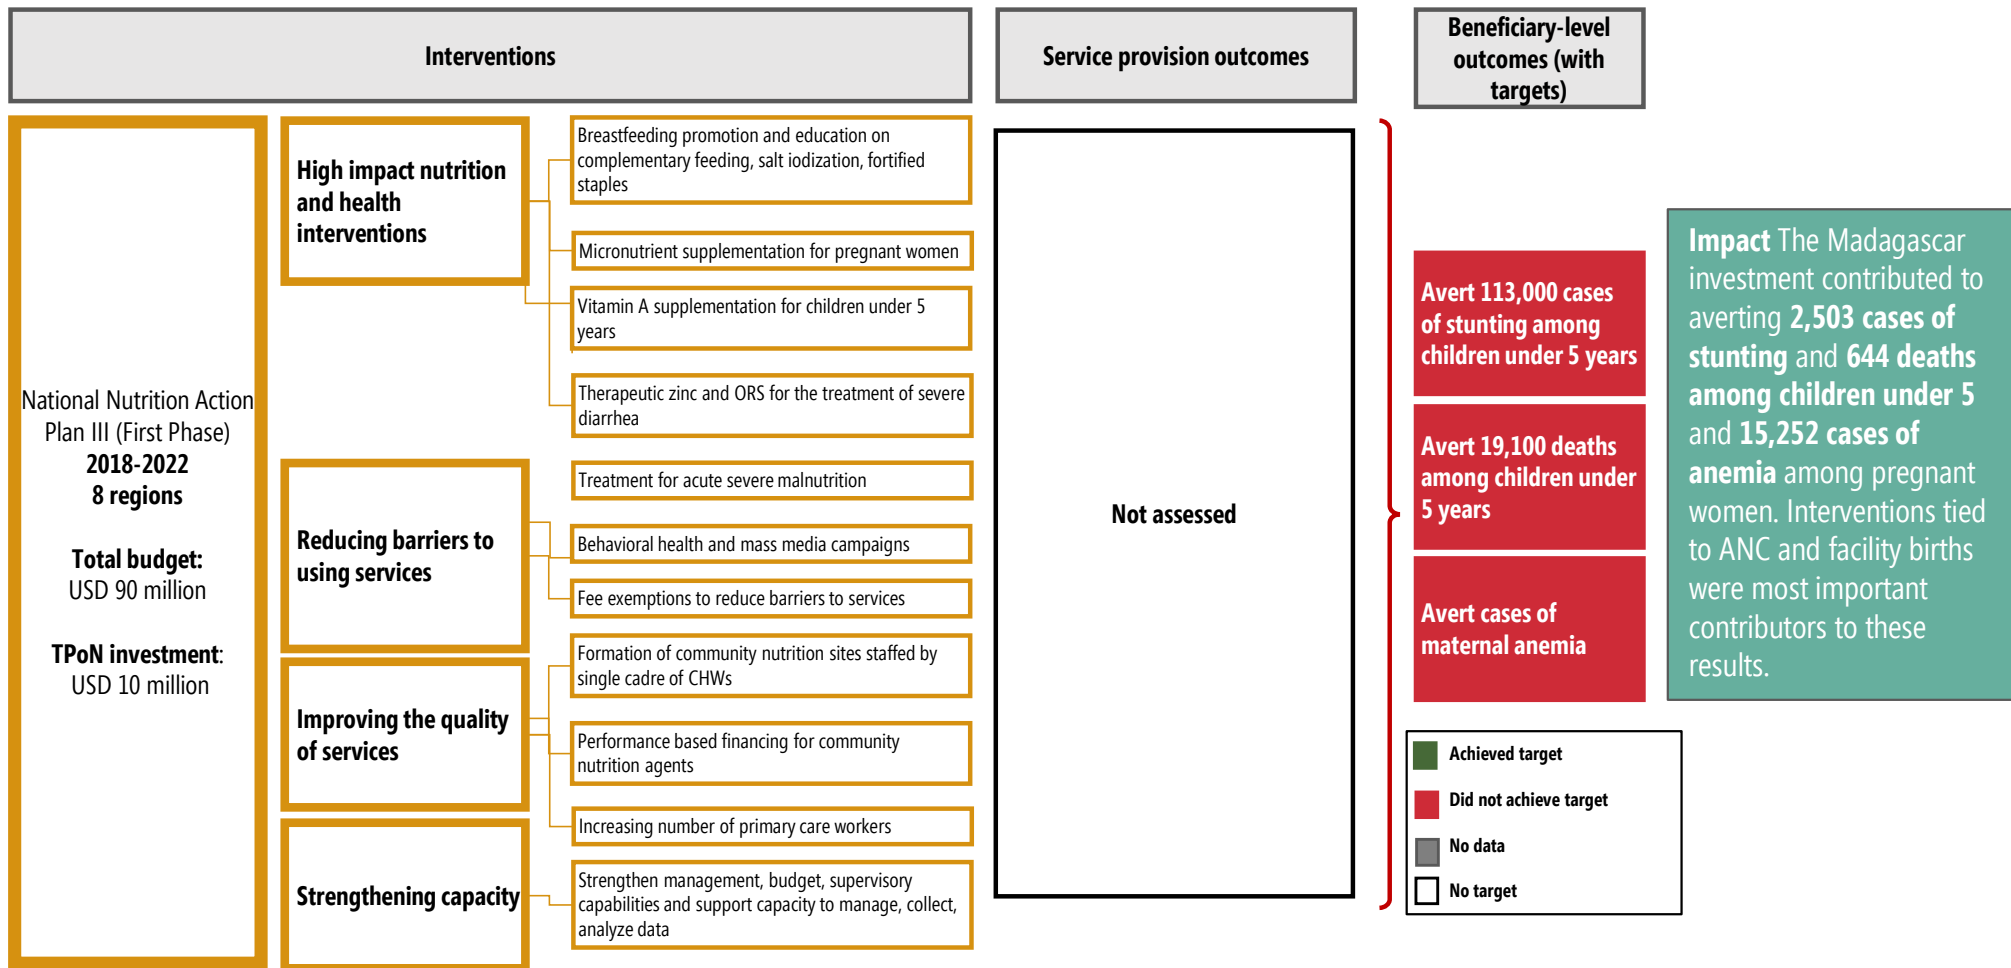 Interventions
Service provision outcomes
Beneficiary-level
outcomes (with
targets)
National Nutrition Action
Plan III (First Phase)
2018-2022
8 regions
Total budget:
USD 90 million
TPoN investment:
USD 10 million
High impact nutrition
and health
interventions
Breastfeeding promotion and education on
complementary feeding, salt iodization, fortified
staples
Micronutrient supplementation for pregnant women
Vitamin A supplementation for children under 5
years
Therapeutic zinc and ORS for the treatment of severe
diarrhea
Reducing barriers to
using services
Treatment for acute severe malnutrition
Behavioral health and mass media campaigns
Fee exemptions to reduce barriers to services
Improving the quality
of services
Formation of community nutrition sites staffed by
single cadre of CHWs
Performance based financing for community
nutrition agents
Increasing number of primary care workers
Strengthening capacity
Strengthen management, budget, supervisory
capabilities and support capacity to manage, collect,
analyze data
Not assessed
Avert 113,000 cases
of stunting among
children under 5 years
Avert 19,100 deaths
among children under
5 years
Avert cases of
maternal anemia
Impact The Madagascar
investment contributed to
averting 2,503 cases of
stunting and 644 deaths
among children under 5
and 15,252 cases of
anemia among pregnant
women. Interventions tied
to ANC and facility births
were most important
contributors to these
results.
Achieved target
Did not achieve target
No data
No target